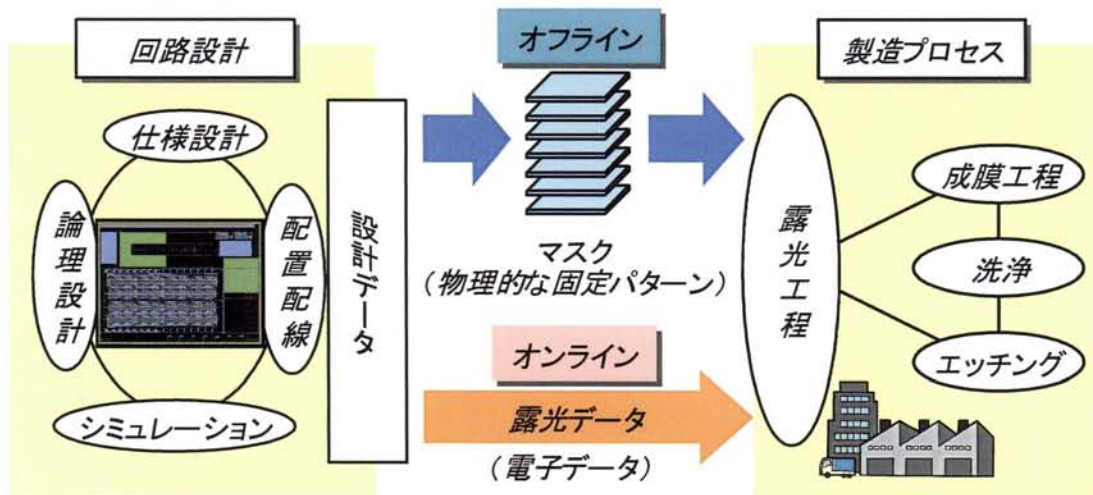 回路設計
仕様設計
論理設計
配置配線
シミュレーション
設計データ
オフライン
マスク
(物理的な固定パターン)
オンライン
露光データ
(電子データ)
製造プロセス
露光工程
成膜工程
洗浄
エッチング